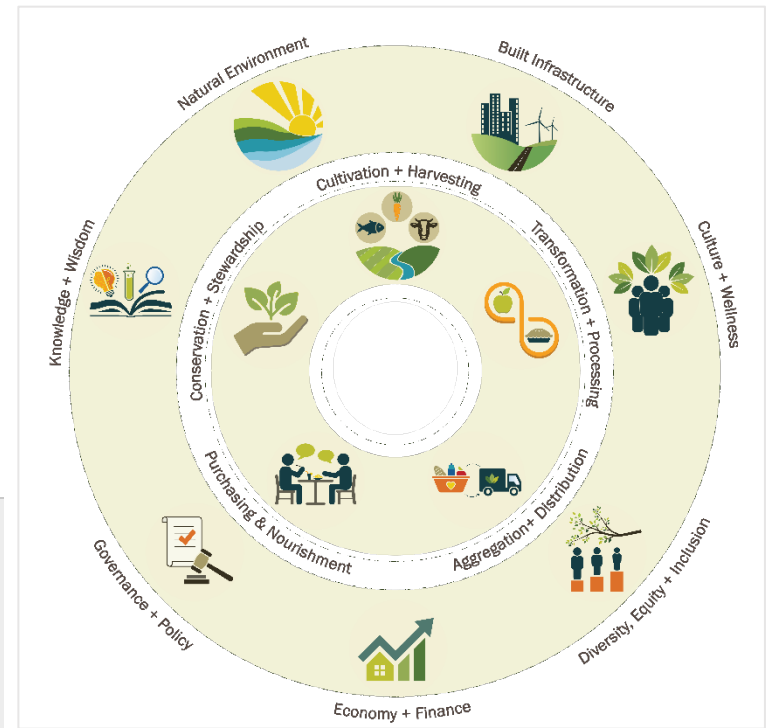 Natural Environment
Built Infrastructure
Culture + Wellness
Diversity, Equity + Inclusion
Economy + Finance
Governance + Policy
Knowledge + Wisdom
Cultivation + Harvesting
Transformation + Processing
Aggregation+ Distribution
Purchasing & Nourishment
Conservation + Stewardship